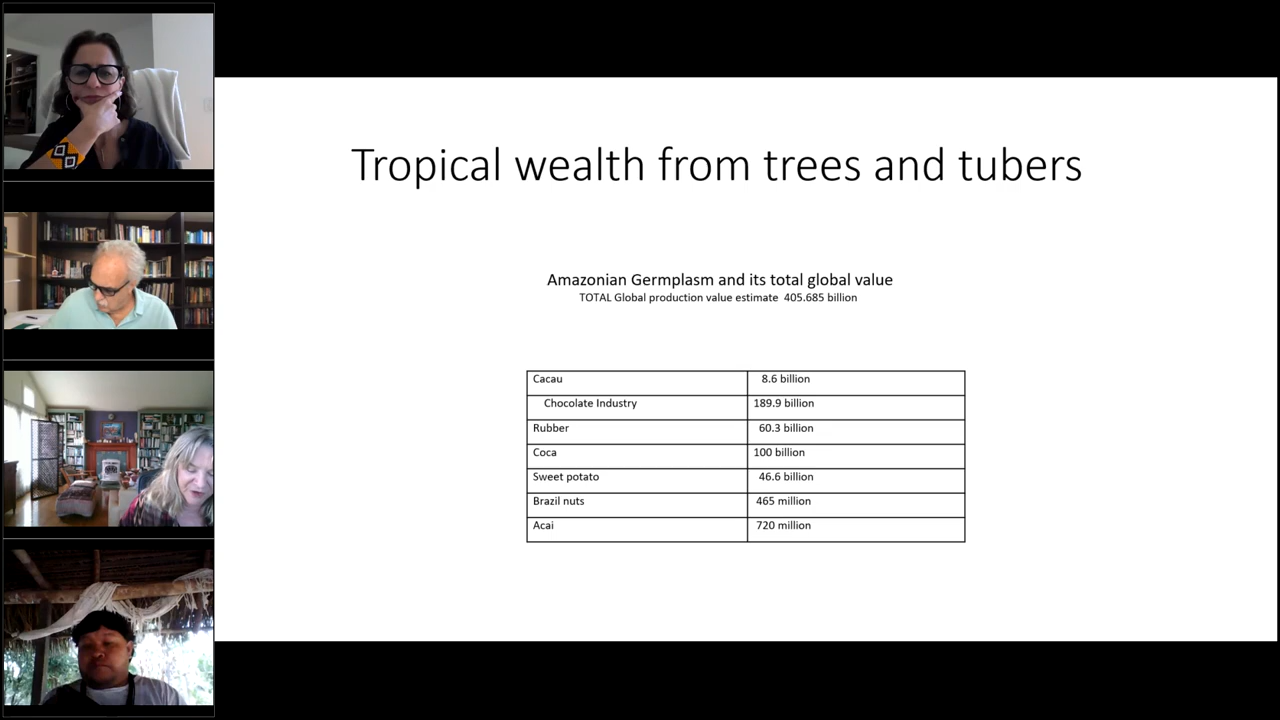 Tropical wealth from trees and tubers
Amazonian Germplasm and its total global value
TOTAL Global production value estimate 405.685 billion
Cacau 8.6 billion
Chocolate Industry 189.9 billion
Rubber 60.3 billion
Coca 100 billion
Sweet potato 46.6 billion
Brazil nuts 465 million
Acai 720 million